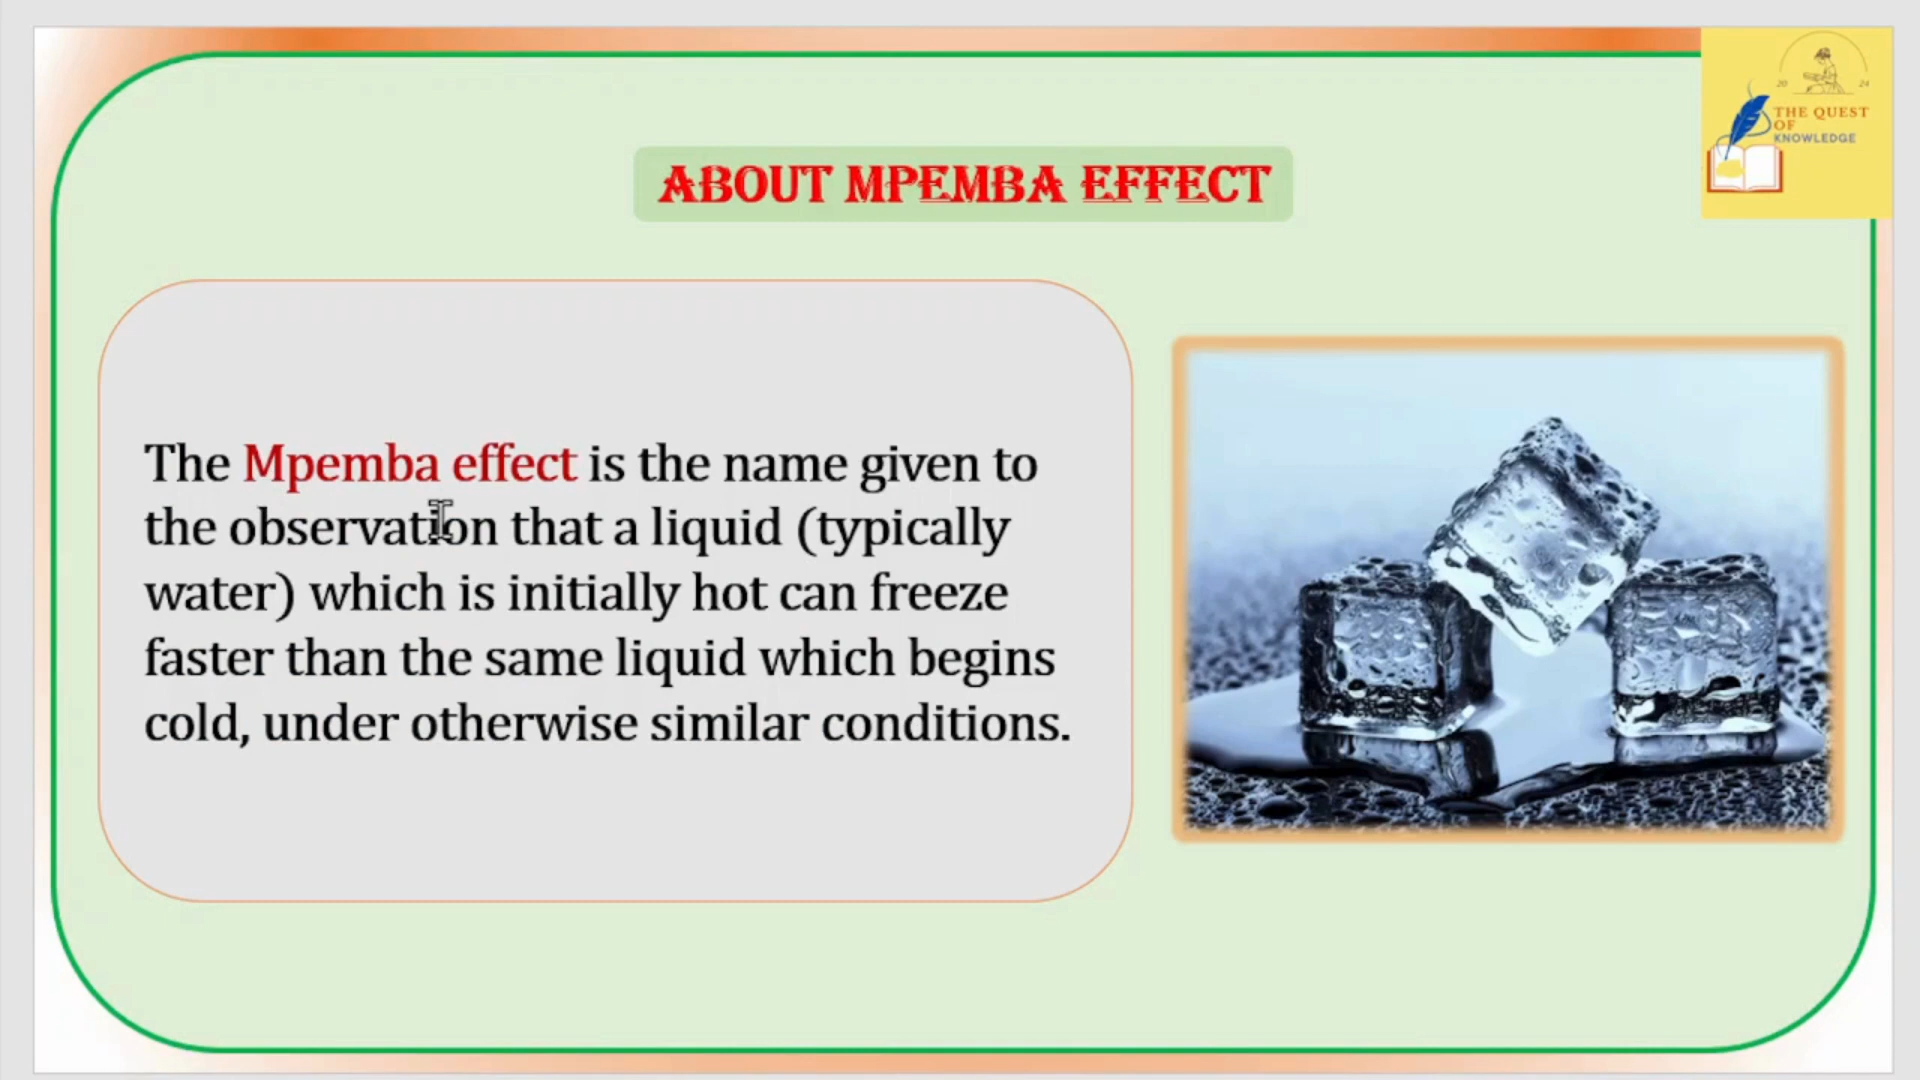 ABOUT MPEMBA EFFECT
20 24
THE QUEST
OF
KNOWLEDGE
The Mpemba effect is the name given to
the observation that a liquid (typically
water) which is initially hot can freeze
faster than the same liquid which begins
cold, under otherwise similar conditions.